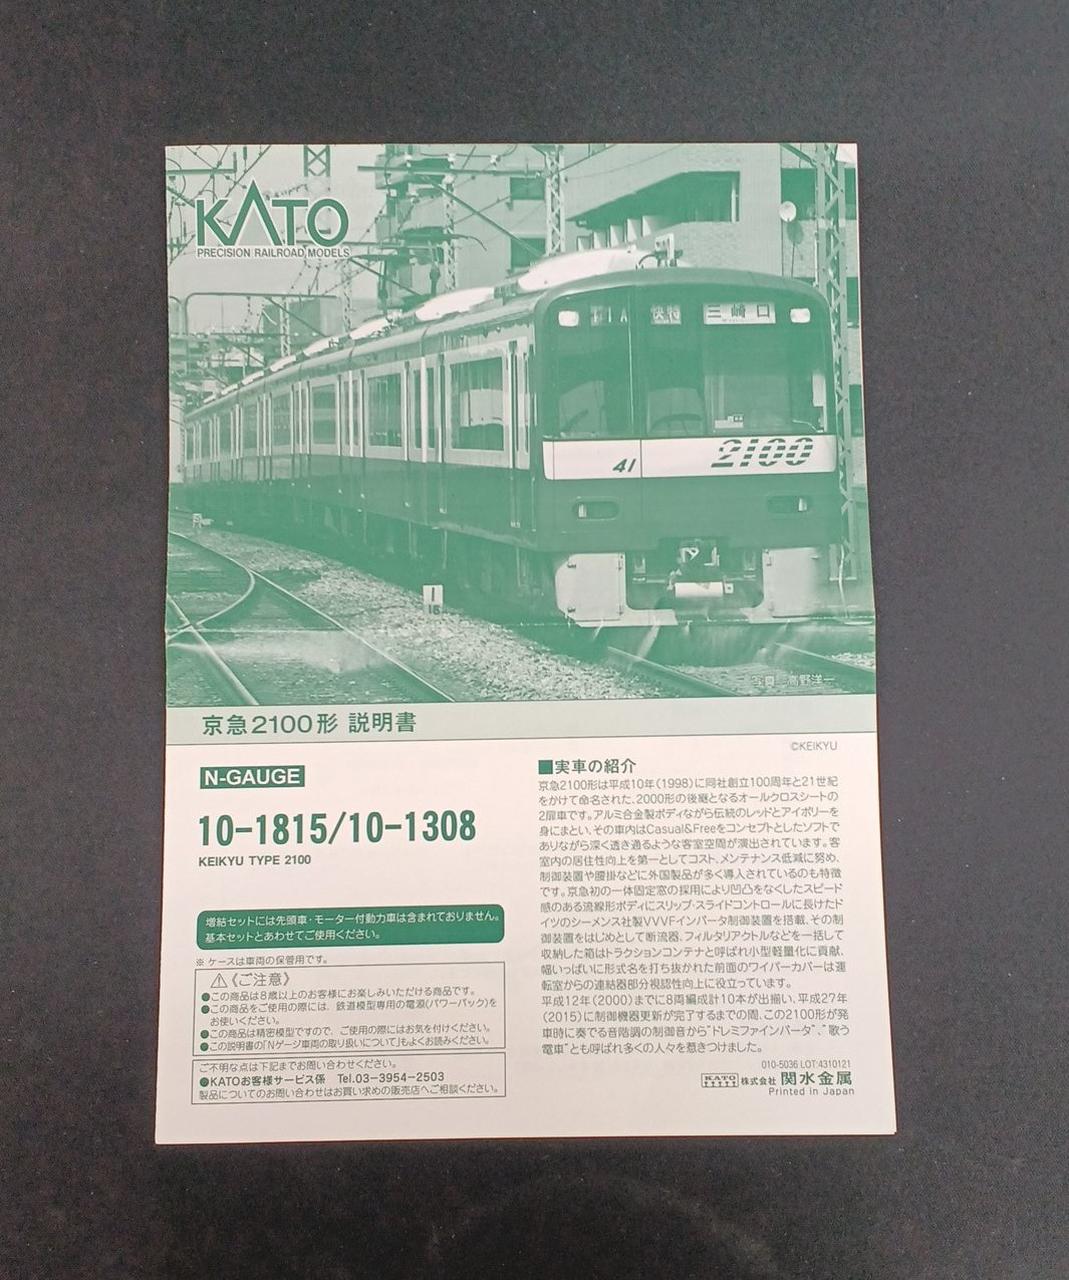 KATO
PRECISION RAILROAD MODELS
快特
三崎口
41
2100
1
写真 高野洋一
京急2100形 説明書
©KEIKYU
N-GAUGE
10-1815/10-1308
KEIKYU TYPE 2100
増結セットには先頭車・モーター付動力車は含まれておりません。
基本セットとあわせてご使用ください。
※ ケースは車両の保管用です。
《ご注意》
●この商品は8歳以上のお客様にお楽しみいただける商品です。
●この商品をご使用の際には、鉄道模型専用の電源(パワーパック)を
お使いください。
●この商品は精密模型ですので、ご使用の際にはお気を付けください。
●この説明書の「Nゲージ車両の取り扱いについて」もよくお読みください。
ご不明な点は下記までお問い合わせください。
●KATOお客様サービス係 Tel.03-3954-2503
製品についてのお問い合わせはお買い求めの販売店へご相談ください。
■実車の紹介
京急2100形は平成10年(1998)に同社創立100周年と21世紀
をかけて命名された、2000形の後継となるオールクロスシートの
2扉車です。アルミ合金製ボディながら伝統のレッドとアイボリーを
身にまとい、その車内はCasual&Freeをコンセプトとしたソフトで
ありながら深く透き通るような客室空間が演出されています。客
室内の居住性向上を第一としてコスト、メンテナンス低減に努め、
制御装置や腰掛などに外国製品が多く導入されているのも特徴
です。京急初の一体固定窓の採用により凹凸をなくしたスピード
感のある流線形ボディにスリップ・スライドコントロールに長けたド
イツのシーメンス社製VVVFインバータ制御装置を搭載、その制
御装置をはじめとして断流器、フィルタリアクトルなどを一括して
収納した箱はトラクションコンテナと呼ばれ小型軽量化に貢献、
幅いっぱいに形式名を打ち抜かれた前面のワイパーカバーは運
転室からの連結器部分視認性向上に役立っています。
平成12年(2000)までに8両編成計10本が出揃い、平成27年
(2015)に制御機器更新が完了するまでの間、この2100形が発
車時に奏でる音階調の制御音から"ドレミファインバータ"、"歌う
電車"とも呼ばれ多くの人々を惹きつけました。
010-5036 LOT:4310121
KATO 株式会社 関水金属
Printed in Japan